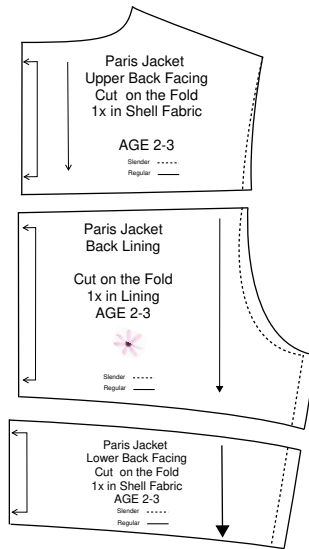 Paris Jacket
Upper Back Facing
Cut on the Fold
1x in Shell Fabric
AGE 2-3
Slender
Regular
Paris Jacket
Back Lining
Cut on the Fold
1x in Lining
AGE 2-3
Slender
Regular
Paris Jacket
Lower Back Facing
Cut on the Fold
1x in Shell Fabric
AGE 2-3
Slender
Regular